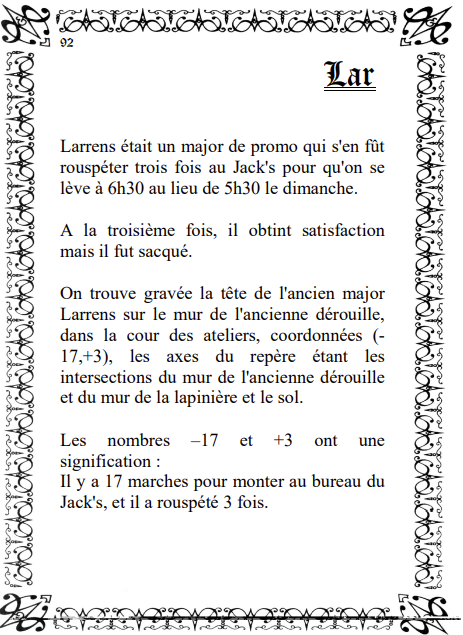 92
Lar
Larrens était un major de promo qui s'en fût
rouspéter trois fois au Jack's pour qu'on se
lève à 6h30 au lieu de 5h30 le dimanche.
A la troisième fois, il obtint satisfaction
mais il fut sacqué.
On trouve gravée la tête de l'ancien major
Larrens sur le mur de l'ancienne dérouille,
dans la cour des ateliers, coordonnées (-
17,+3), les axes du repère étant les
intersections du mur de l'ancienne dérouille
et du mur de la lapinière et le sol.
Les nombres –17 et +3 ont une
signification :
Il y a 17 marches pour monter au bureau du
Jack's, et il a rouspété 3 fois.